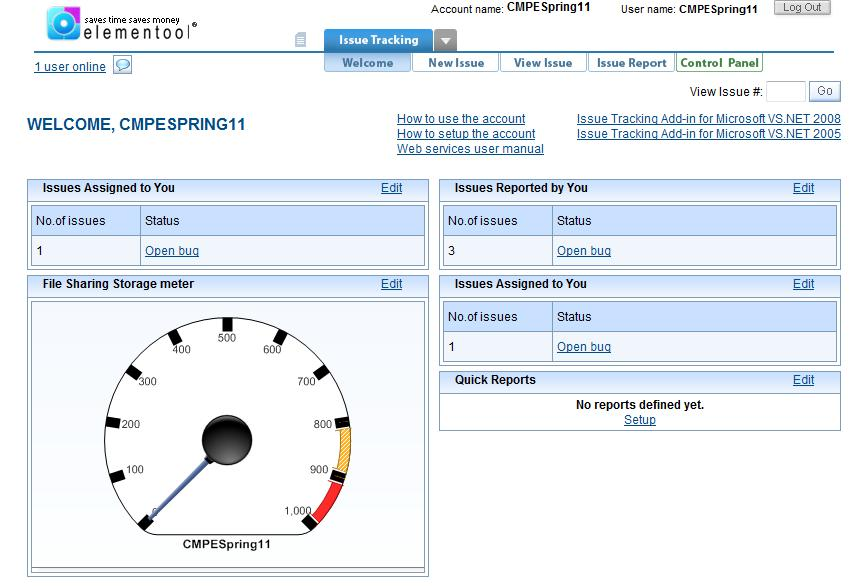 Account name: CMPESpring11 User name: CMPESpring11 Log Out
saves time saves money
elementool®
Issue Tracking
1 user online
Welcome New Issue View Issue Issue Report Control Panel
View Issue #: Go
WELCOME, CMPESPRING11
How to use the account
How to setup the account
Web services user manual
Issue Tracking Add-in for Microsoft VS.NET 2008
Issue Tracking Add-in for Microsoft VS.NET 2005
Issues Assigned to You Edit
No.of issues Status
1 Open bug
Issues Reported by You Edit
No.of issues Status
3 Open bug
File Sharing Storage meter Edit
500
400 600
300 700
200 800
100 900
1,000
CMPESpring11
Issues Assigned to You Edit
No.of issues Status
1 Open bug
Quick Reports Edit
No reports defined yet.
Setup